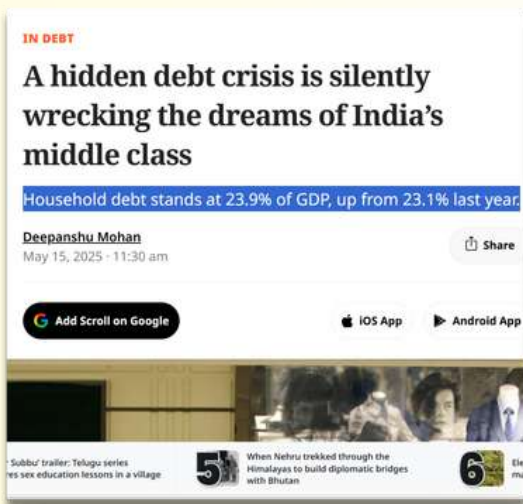 IN DEBT
A hidden debt crisis is silently
wrecking the dreams of India’s
middle class
Household debt stands at 23.9% of GDP, up from 23.1% last year.
Deepanshu Mohan
May 15, 2025 · 11:30 am
Share
Add Scroll on Google
iOS App
Android App
Subbu’ trailer: Telugu series
es sex education lessons in a village
5
When Nehru trekked through the
Himalayas to build diplomatic bridges
with Bhutan
6